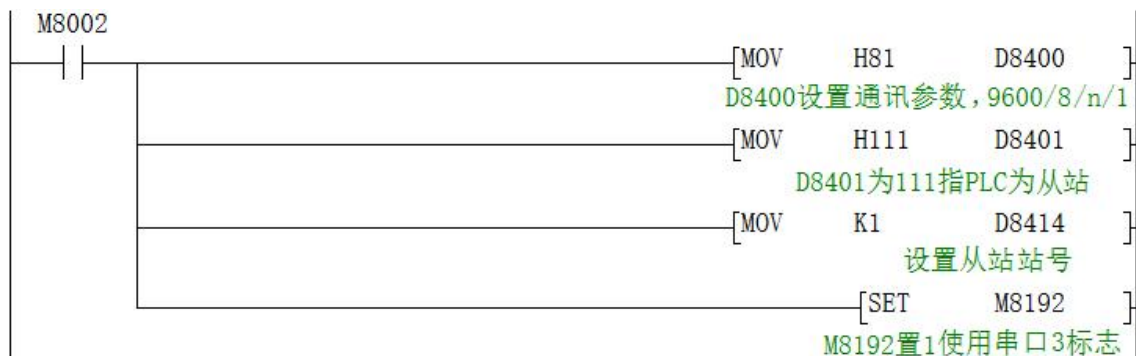 M8002
[MOV H81 D8400 ]
D8400设置通讯参数,9600/8/n/1
[MOV H111 D8401 ]
D8401为111指PLC为从站
[MOV K1 D8414 ]
设置从站站号
[SET M8192 ]
M8192置1使用串口3标志